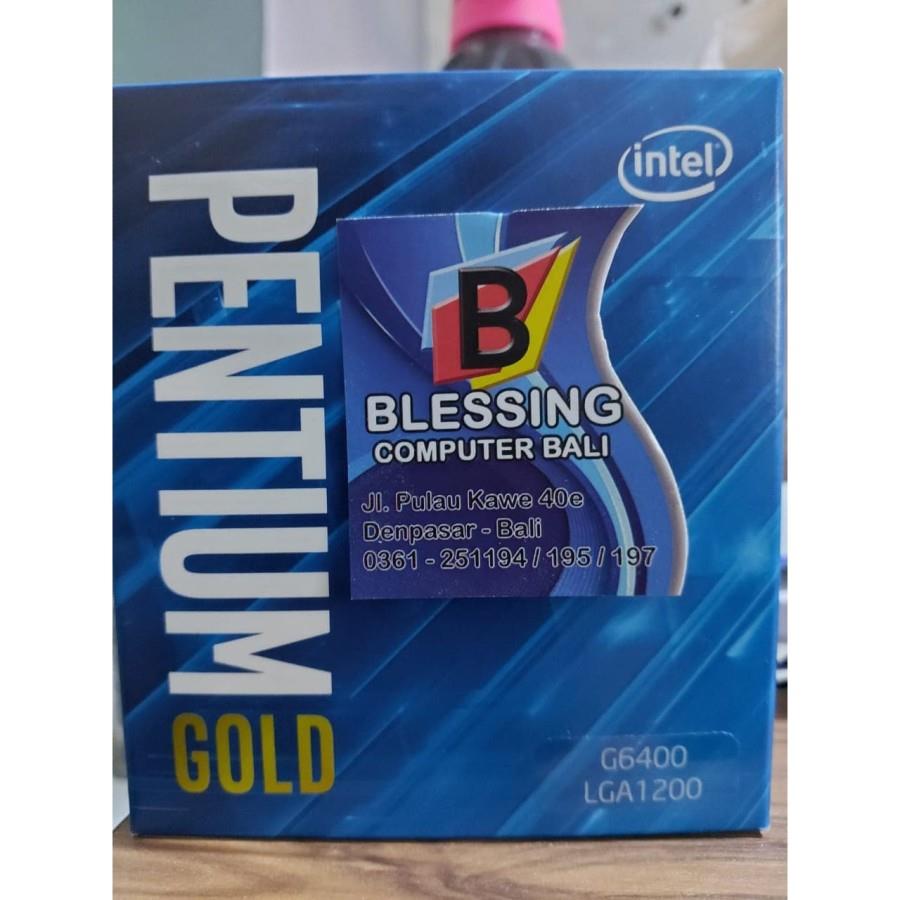 intel
PENTIUM
GOLD
B
BLESSING
COMPUTER BALI
Jl. Pulau Kawe 40e
Denpasar - Bali
0361 - 251194 / 195 / 197
G6400
LGA1200